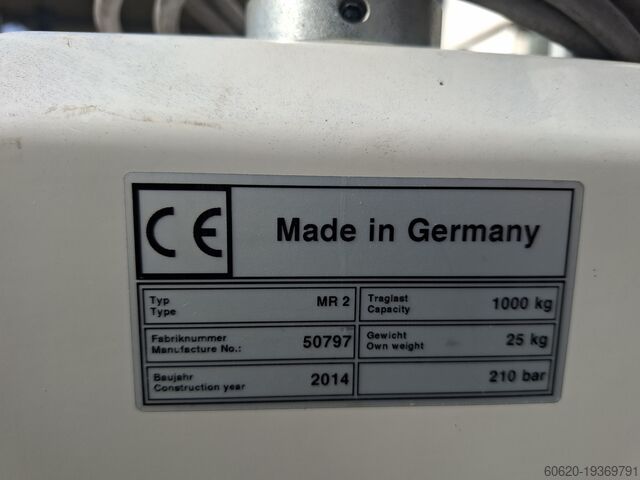 CE Made in Germany
Typ
Type MR 2
Traglast
Capacity 1000 kg
Fabriknummer
Manufacture No.: 50797
Gewicht
Own weight 25 kg
Baujahr
Construction year 2014
210 bar
60620-19369791